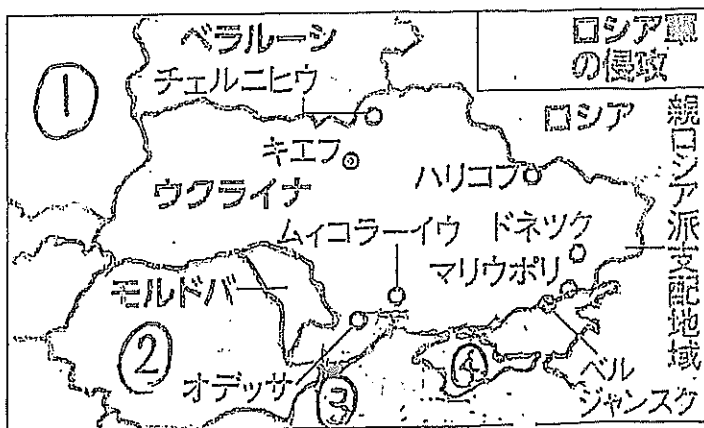 ロシア軍
の侵攻
ベラルーシ
チェルニヒウ
①
ロシア
親ロシア派支配地域
キエフ
ハリコフ
ウクライナ
ムィコラーイウ
ドネツク
マリウポリ
モルドバ
②
オデッサ
③
④
ベル
ジャンスク